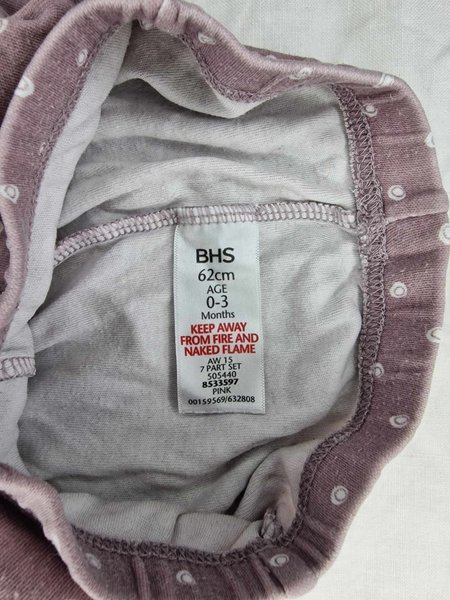 BHS
62cm
AGE
0-3
Months
KEEP AWAY
FROM FIRE AND
NAKED FLAME
AW 15
7 PART SET
505440
8533597
PINK
00159569/632808